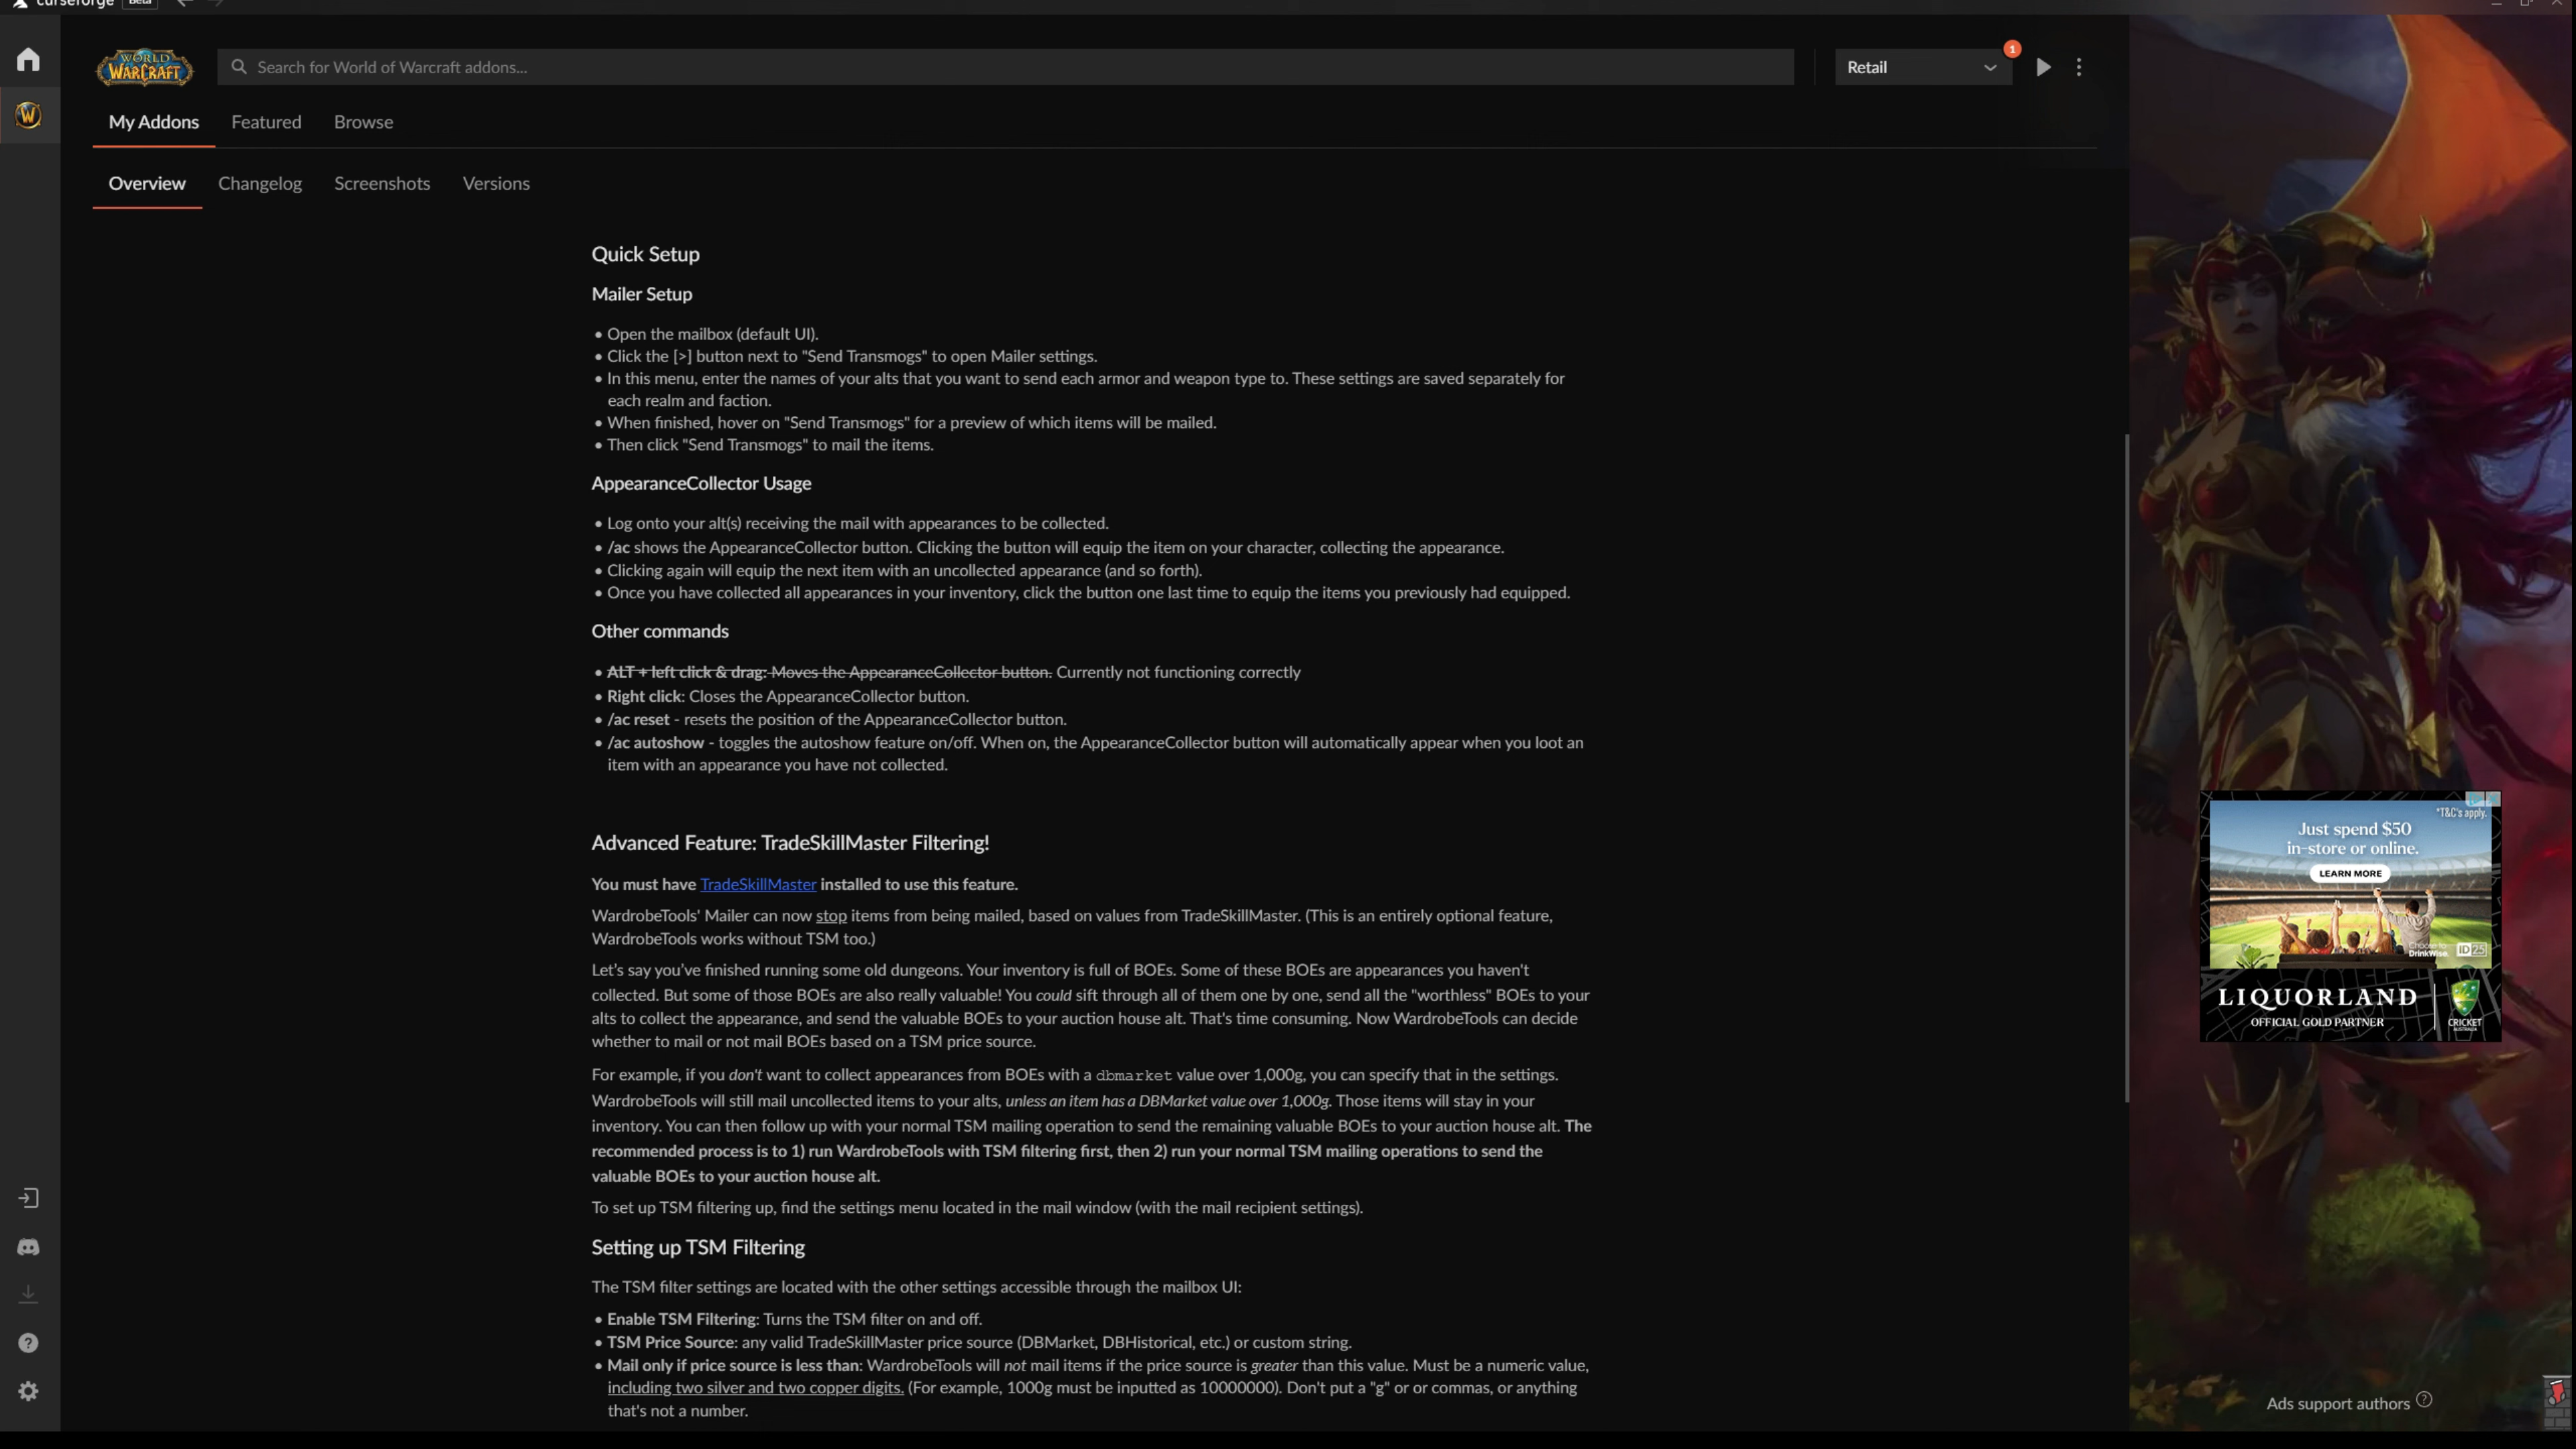 curseforge Beta
WORLD
WARCRAFT
Search for World of Warcraft addons...
Retail
1
My Addons Featured Browse
Overview Changelog Screenshots Versions
Quick Setup
Mailer Setup
• Open the mailbox (default UI).
• Click the [>] button next to "Send Transmogs" to open Mailer settings.
• In this menu, enter the names of your alts that you want to send each armor and weapon type to. These settings are saved separately for
each realm and faction.
• When finished, hover on "Send Transmogs" for a preview of which items will be mailed.
• Then click "Send Transmogs" to mail the items.
AppearanceCollector Usage
• Log onto your alt(s) receiving the mail with appearances to be collected.
• /ac shows the AppearanceCollector button. Clicking the button will equip the item on your character, collecting the appearance.
• Clicking again will equip the next item with an uncollected appearance (and so forth).
• Once you have collected all appearances in your inventory, click the button one last time to equip the items you previously had equipped.
Other commands
• ALT + left click & drag: Moves the AppearanceCollector button. Currently not functioning correctly
• Right click: Closes the AppearanceCollector button.
• /ac reset - resets the position of the AppearanceCollector button.
• /ac autoshow - toggles the autoshow feature on/off. When on, the AppearanceCollector button will automatically appear when you loot an
item with an appearance you have not collected.
Advanced Feature: TradeSkillMaster Filtering!
You must have TradeSkillMaster installed to use this feature.
WardrobeTools' Mailer can now stop items from being mailed, based on values from TradeSkillMaster. (This is an entirely optional feature,
WardrobeTools works without TSM too.)
Let's say you've finished running some old dungeons. Your inventory is full of BOEs. Some of these BOEs are appearances you haven't
collected. But some of those BOEs are also really valuable! You could sift through all of them one by one, send all the "worthless" BOEs to your
alts to collect the appearance, and send the valuable BOEs to your auction house alt. That's time consuming. Now WardrobeTools can decide
whether to mail or not mail BOEs based on a TSM price source.
For example, if you don't want to collect appearances from BOEs with a dbmarket value over 1,000g, you can specify that in the settings.
WardrobeTools will still mail uncollected items to your alts, unless an item has a DBMarket value over 1,000g. Those items will stay in your
inventory. You can then follow up with your normal TSM mailing operation to send the remaining valuable BOEs to your auction house alt. The
recommended process is to 1) run WardrobeTools with TSM filtering first, then 2) run your normal TSM mailing operations to send the
valuable BOEs to your auction house alt.
To set up TSM filtering up, find the settings menu located in the mail window (with the mail recipient settings).
Setting up TSM Filtering
The TSM filter settings are located with the other settings accessible through the mailbox UI:
• Enable TSM Filtering: Turns the TSM filter on and off.
• TSM Price Source: any valid TradeSkillMaster price source (DBMarket, DBHistorical, etc.) or custom string.
• Mail only if price source is less than: WardrobeTools will not mail items if the price source is greater than this value. Must be a numeric value,
including two silver and two copper digits. (For example, 1000g must be inputted as 10000000). Don't put a "g" or or commas, or anything
that's not a number.
*T&C's apply.
Just spend $50
in-store or online.
LEARN MORE
Choose to
DrinkWise. ID25
LIQUORLAND
OFFICIAL GOLD PARTNER
CRICKET
AUSTRALIA
Ads support authors